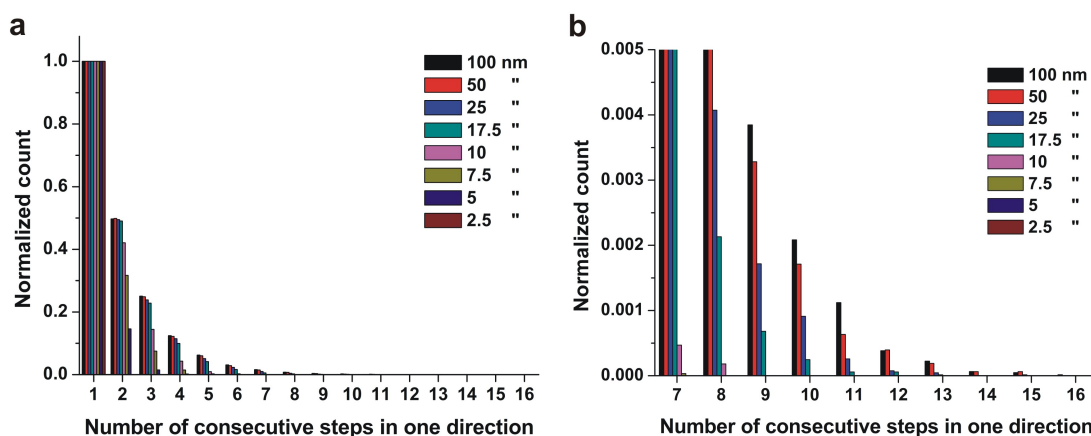 a
Normalized count
1.0
0.8
0.6
0.4
0.2
0.0
1 2 3 4 5 6 7 8 9 10 11 12 13 14 15 16
Number of consecutive steps in one direction
100 nm
50 "
25 "
17.5 "
10 "
7.5 "
5 "
2.5 "
b
Normalized count
0.005
0.004
0.003
0.002
0.001
0.000
7 8 9 10 11 12 13 14 15 16
Number of consecutive steps in one direction
100 nm
50 "
25 "
17.5 "
10 "
7.5 "
5 "
2.5 "